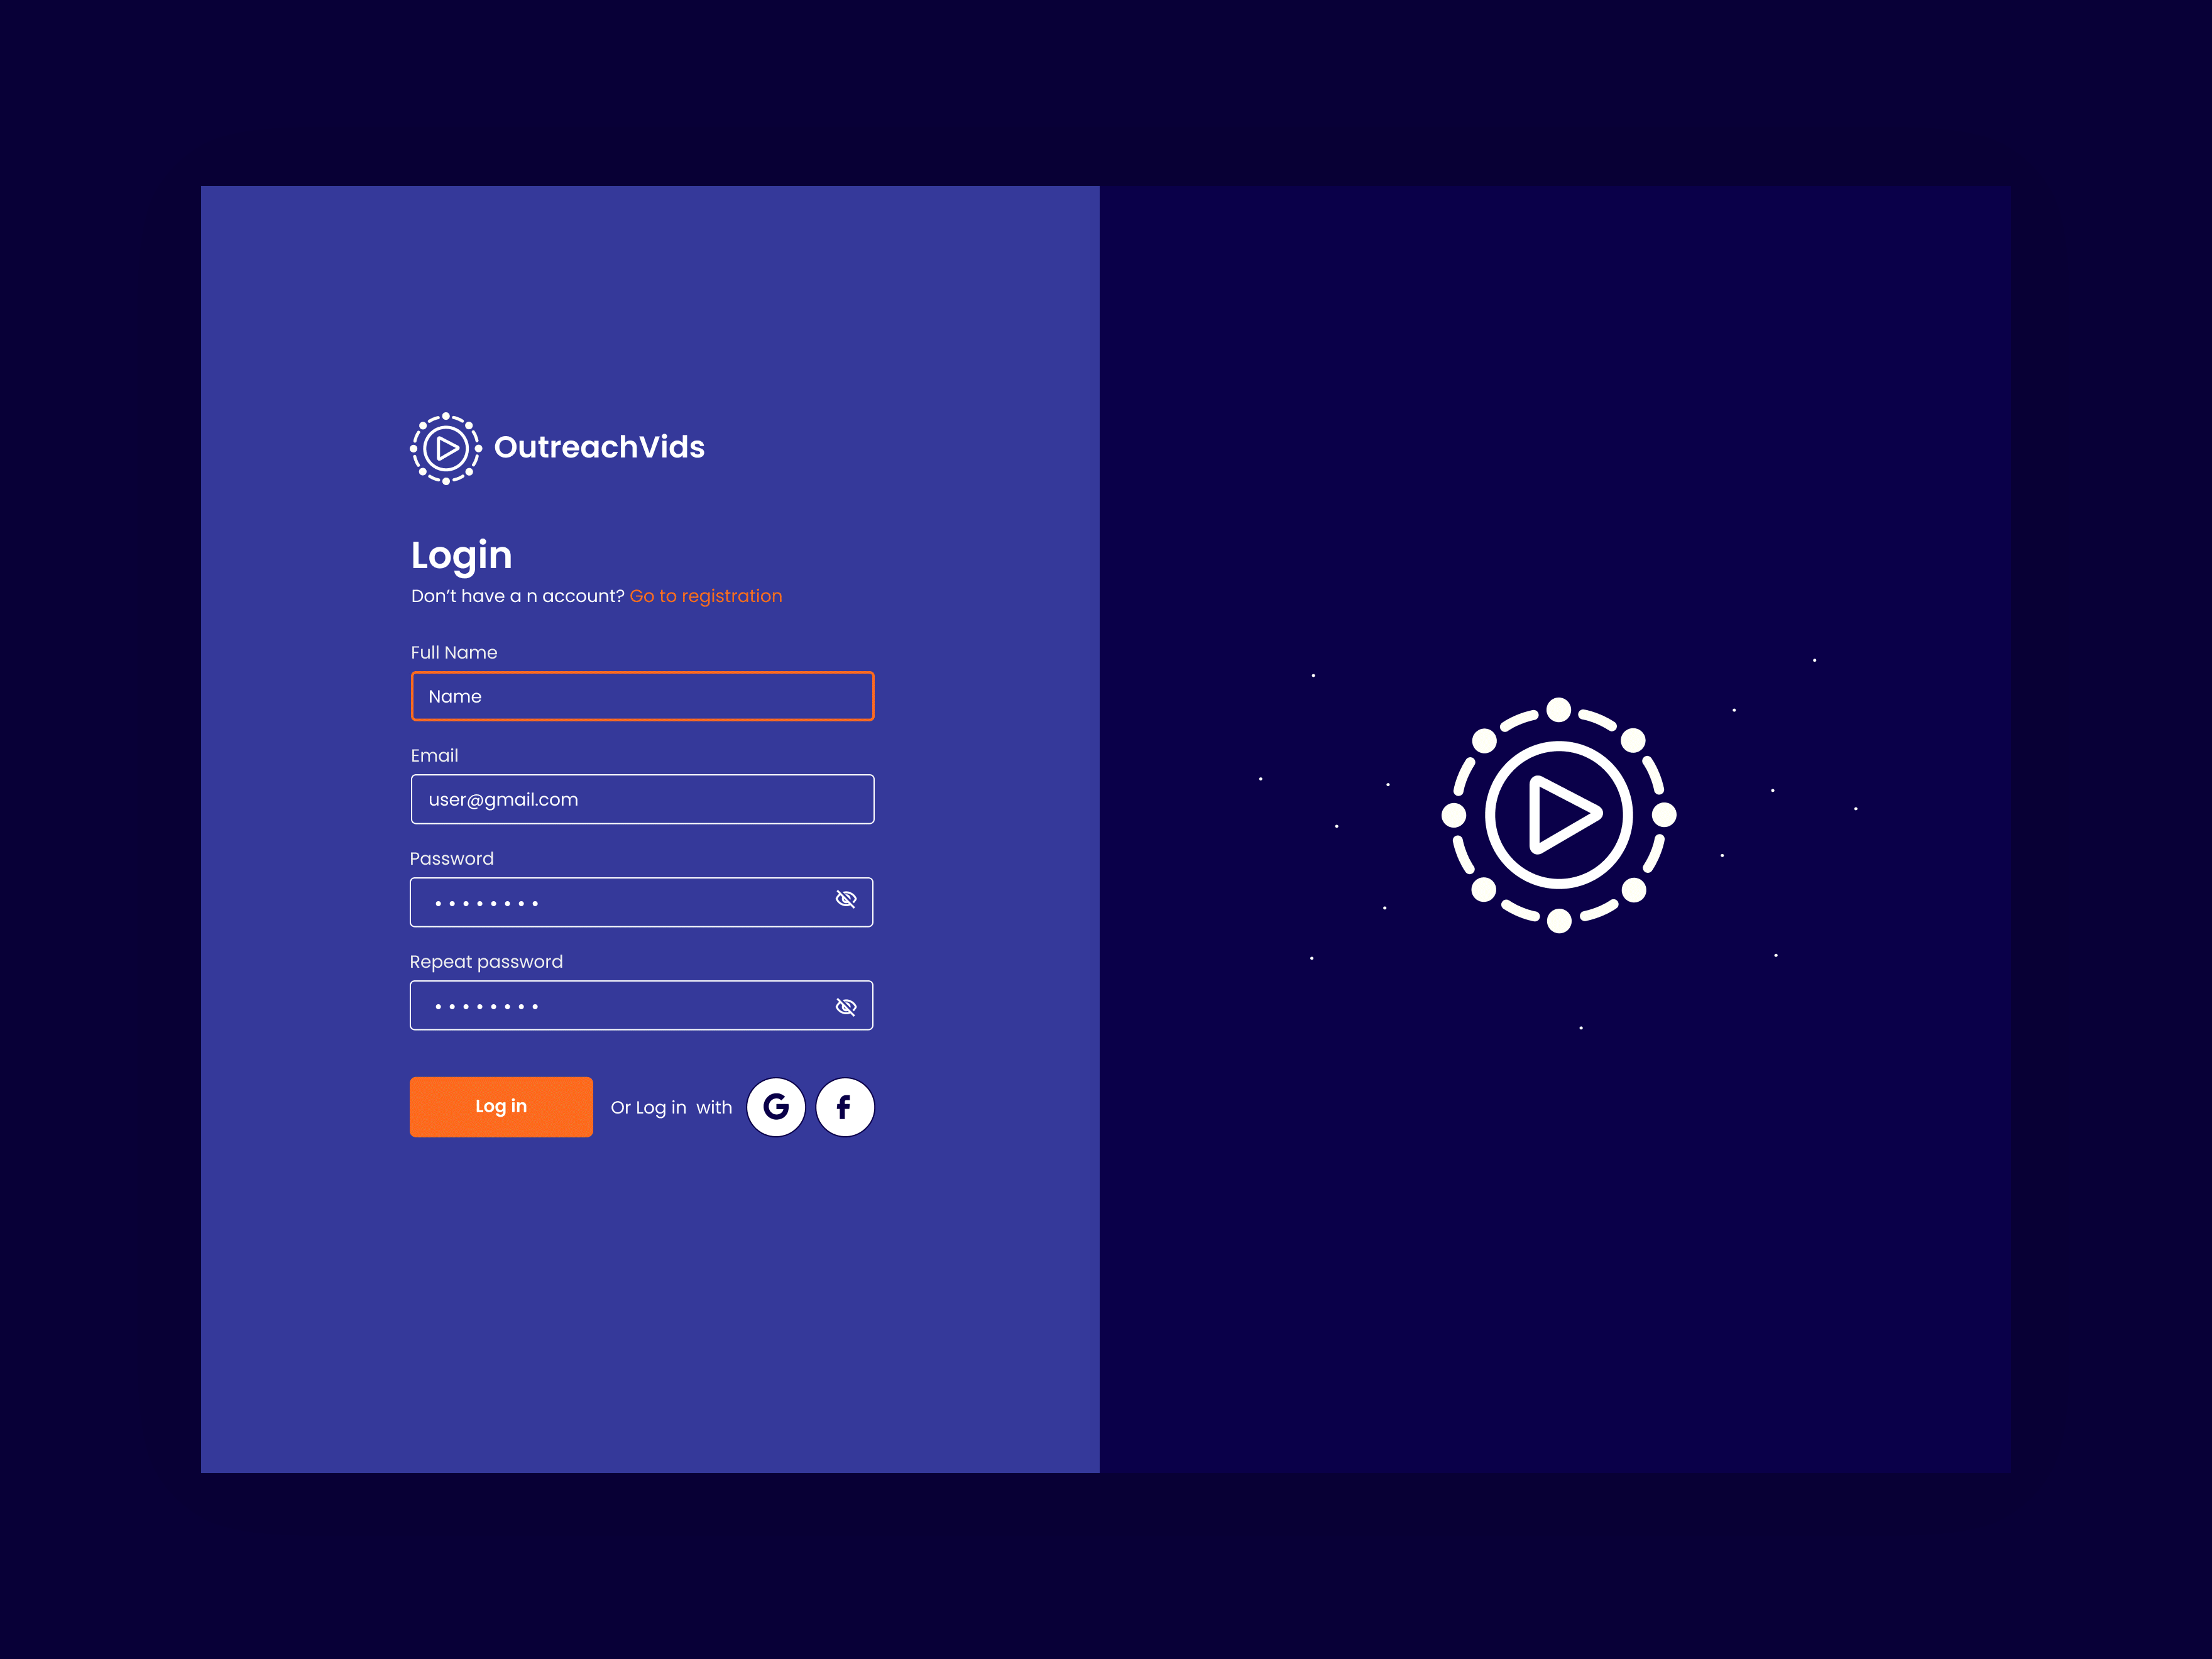 OutreachVids
Login
Don’t have a n account? Go to registration
Full Name
Name
Email
user@gmail.com
Password
••••••••
Repeat password
••••••••
Log in
Or Log in  with
G
f